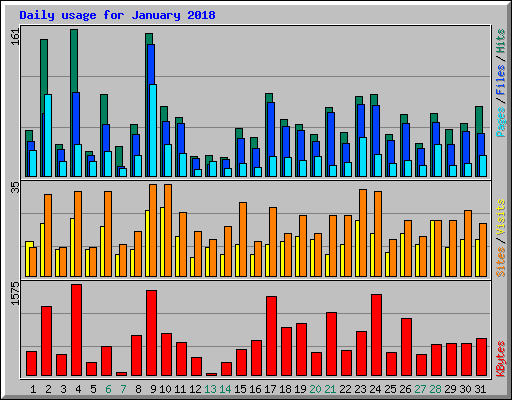 Daily usage for January 2018
161
Pages / Files / Hits
35
Sites / Visits
1575
KBytes
1 2 3 4 5 6 7 8 9 10 11 12 13 14 15 16 17 18 19 20 21 22 23 24 25 26 27 28 29 30 31